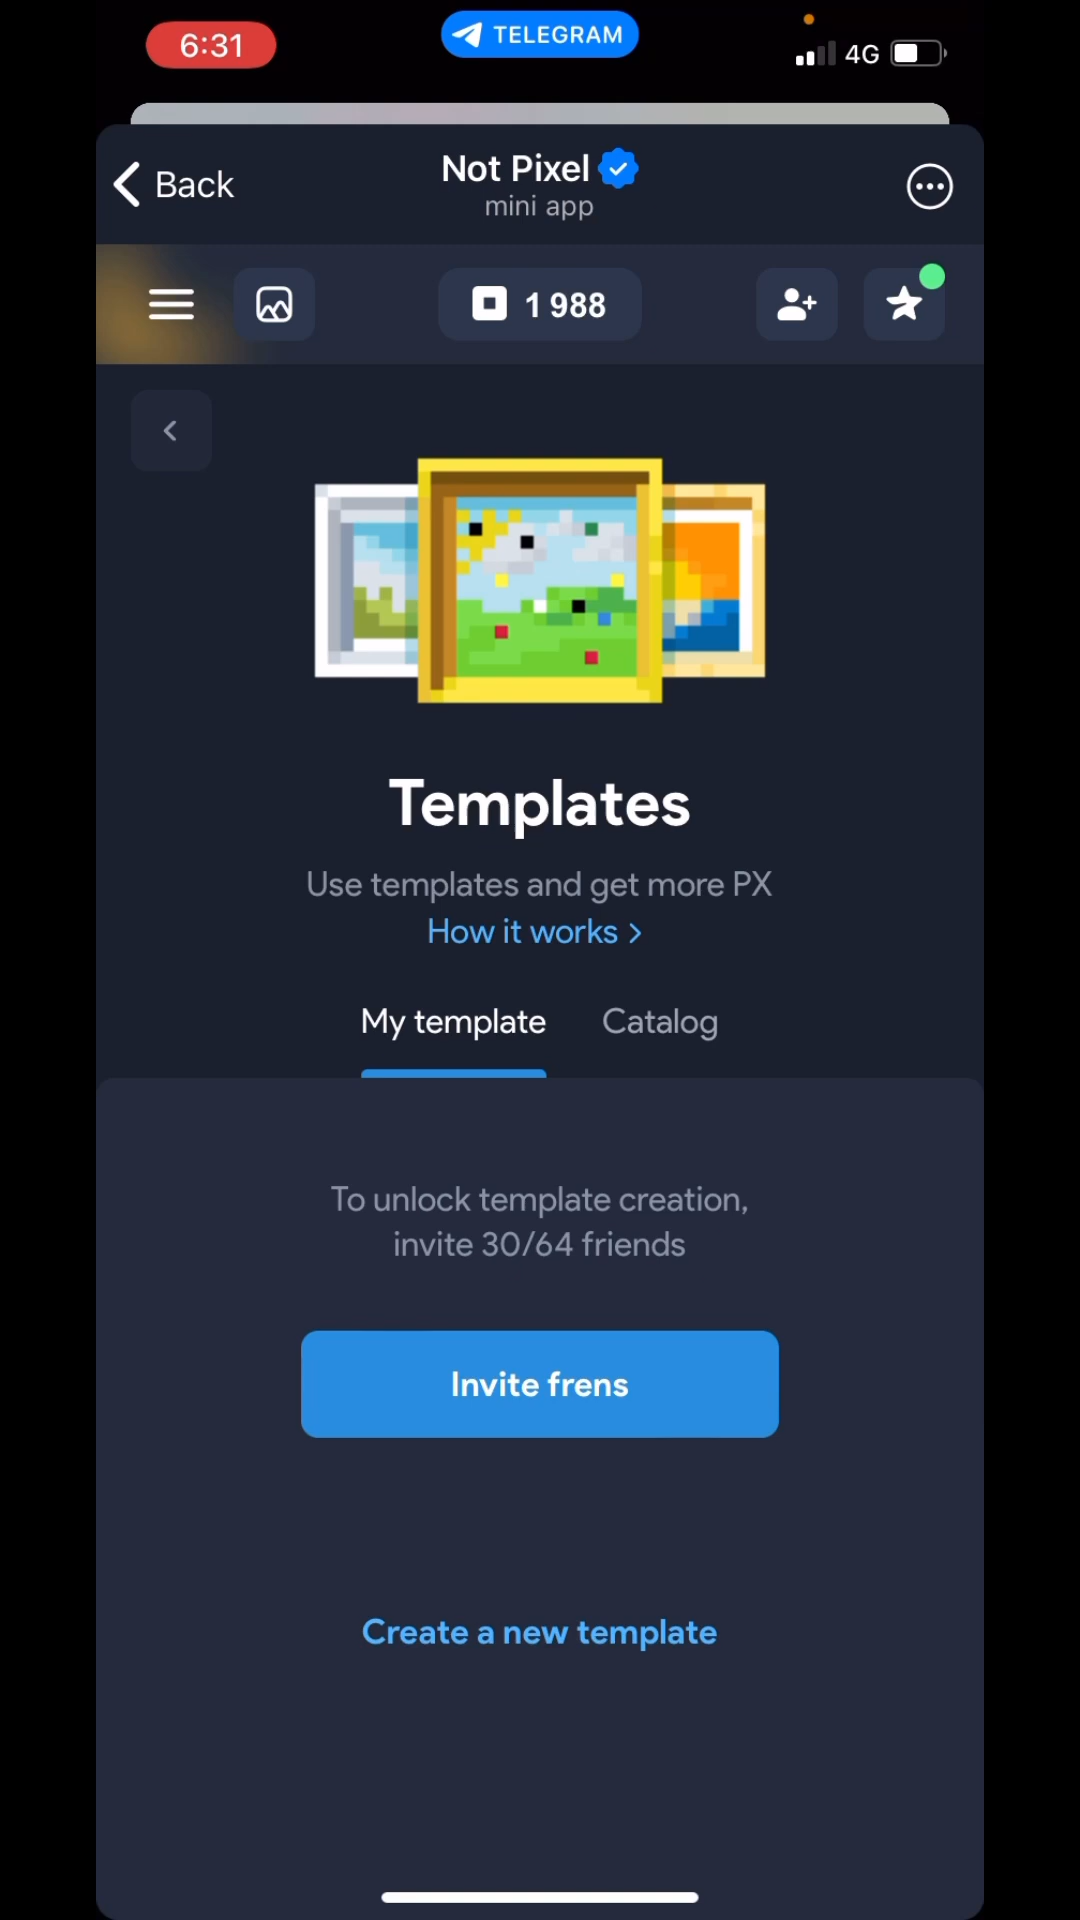 6:31
TELEGRAM
4G
Back
Not Pixel
mini app
1 988
Templates
Use templates and get more PX
How it works >
My template
Catalog
To unlock template creation,
invite 30/64 friends
Invite frens
Create a new template